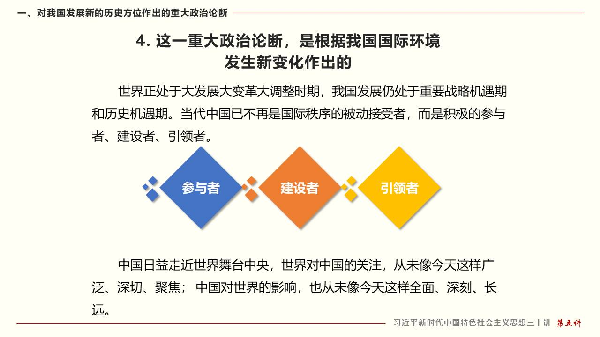 一、对我国发展新的历史方位作出的重大政治论断
4. 这一重大政治论断，是根据我国国际环境
发生新变化作出的
世界正处于大发展大变革大调整时期，我国发展仍处于重要战略机遇期
和历史机遇期。当代中国已不再是国际秩序的被动接受者，而是积极的参与
者、建设者、引领者。
参与者
建设者
引领者
中国日益走近世界舞台中央，世界对中国的关注，从未像今天这样广
泛、深切、聚焦； 中国对世界的影响，也从未像今天这样全面、深刻、长
远。
习近平新时代中国特色社会主义思想三十讲 第五讲